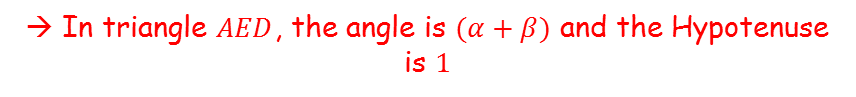 → In triangle AED, the angle is (α + β) and the Hypotenuse
is 1